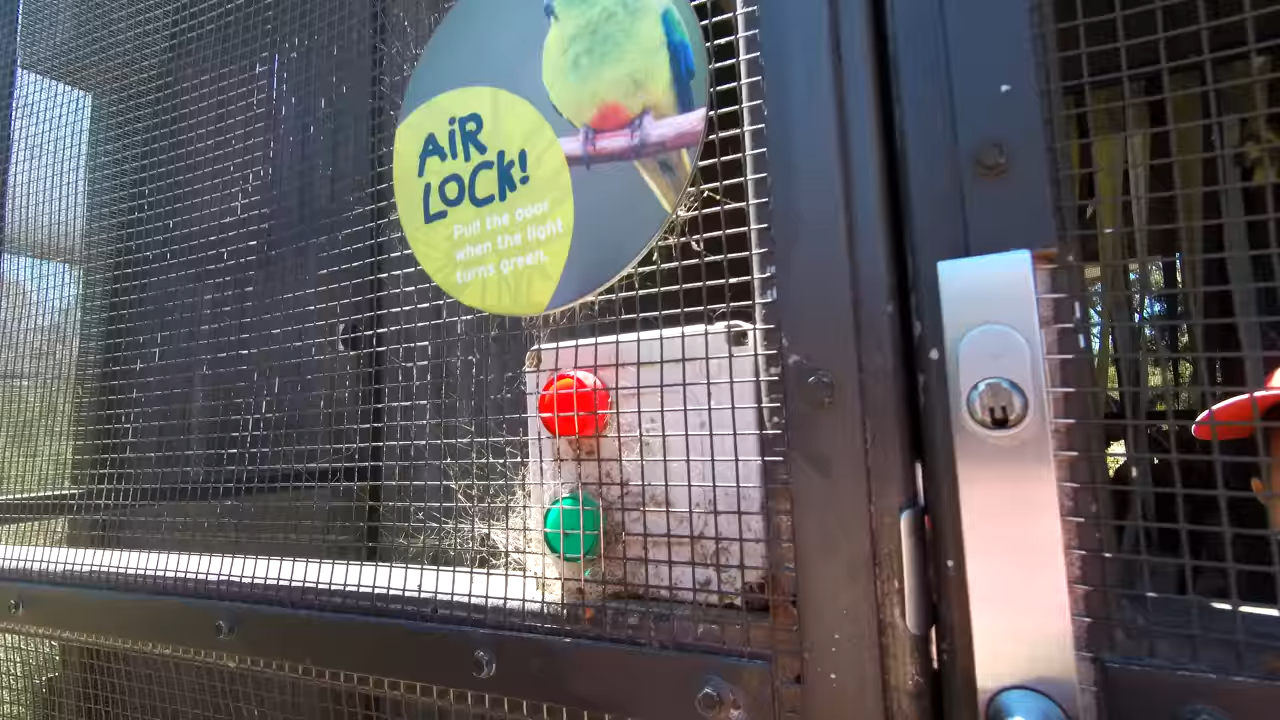 AiR
LOCk!
Pull the door
when the light
turns green.